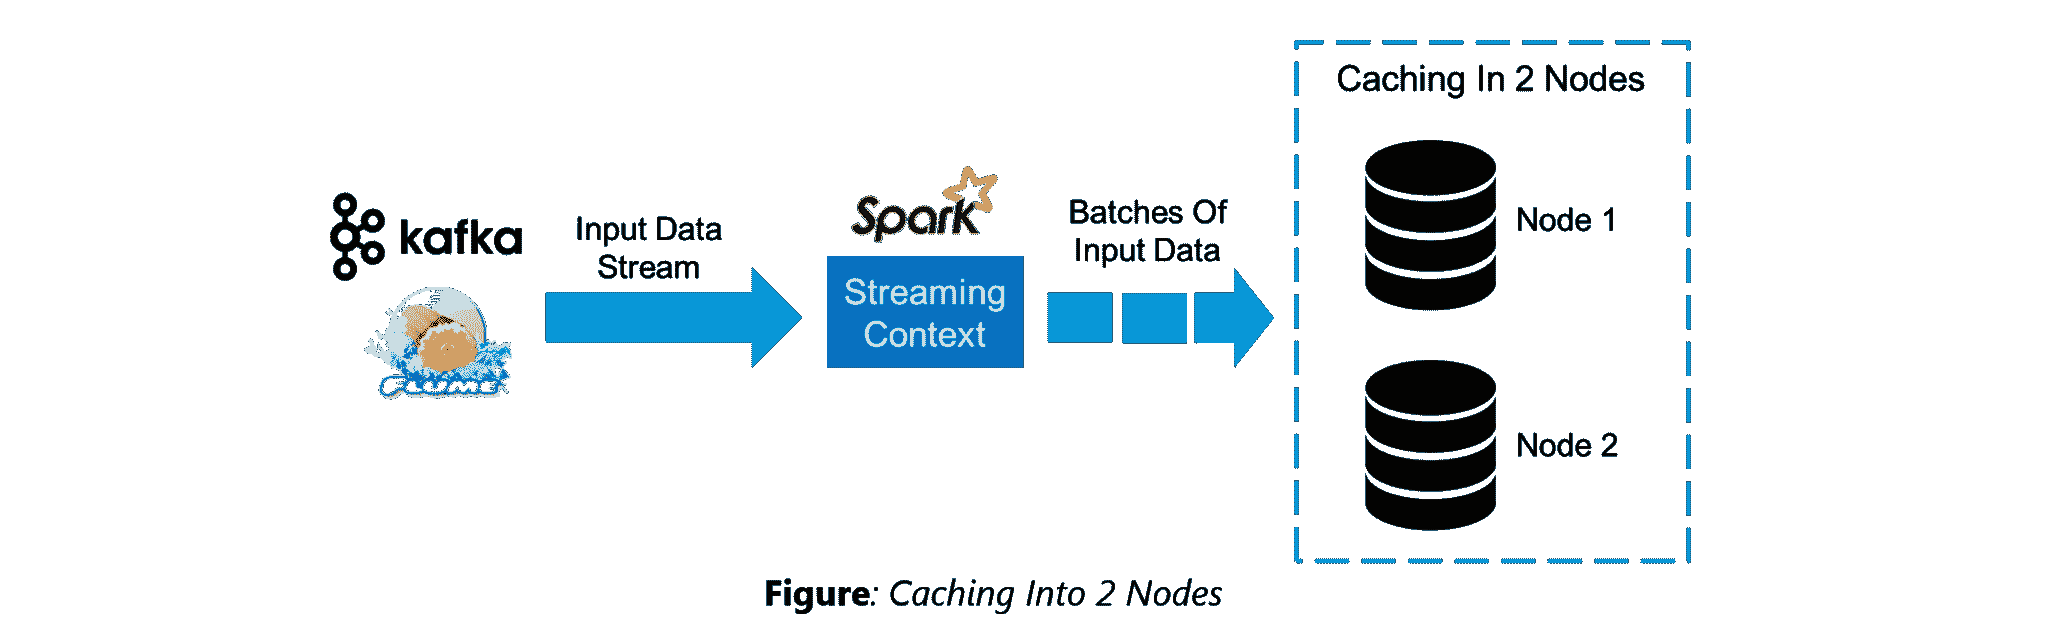 kafka
FLUME
Input Data
Stream
Spark
Streaming
Context
Batches Of
Input Data
Caching In 2 Nodes
Node 1
Node 2
Figure: Caching Into 2 Nodes